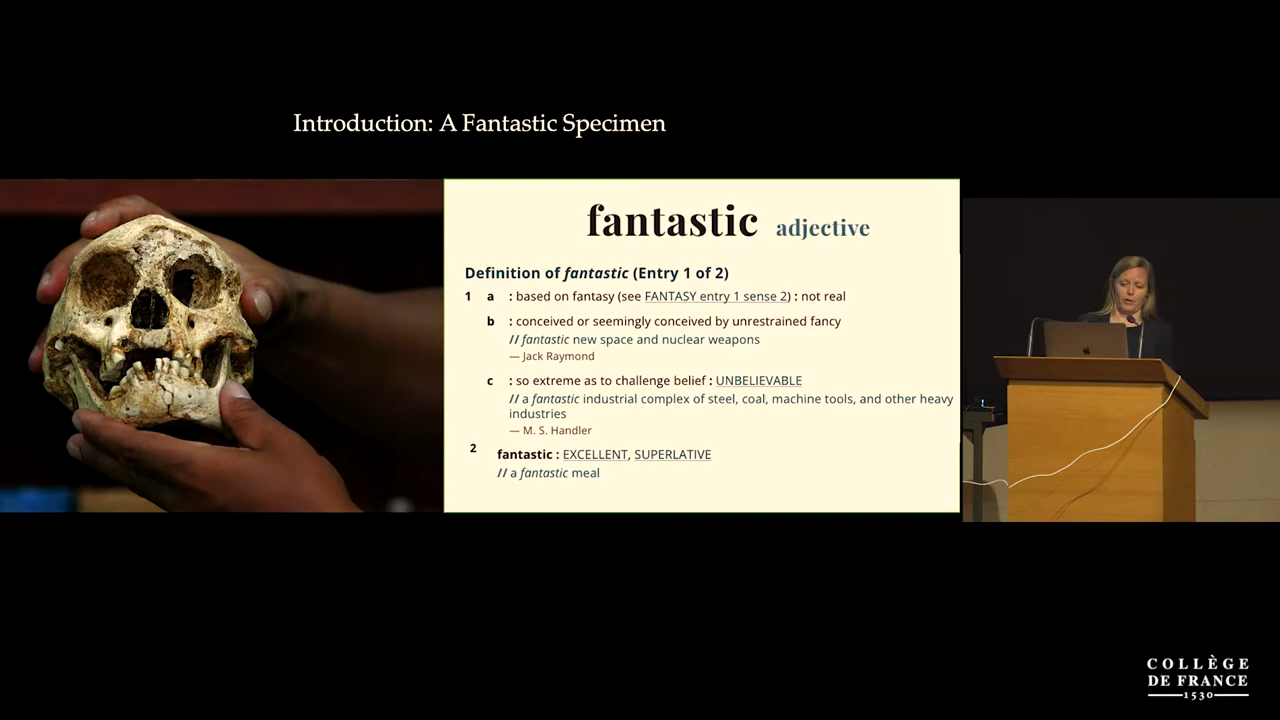 Introduction: A Fantastic Specimen
fantastic adjective
Definition of fantastic (Entry 1 of 2)
1 a : based on fantasy (see FANTASY entry 1 sense 2) : not real
b : conceived or seemingly conceived by unrestrained fancy
// fantastic new space and nuclear weapons
— Jack Raymond
c : so extreme as to challenge belief : UNBELIEVABLE
// a fantastic industrial complex of steel, coal, machine tools, and other heavy
industries
— M. S. Handler
2 fantastic : EXCELLENT, SUPERLATIVE
// a fantastic meal
COLLÈGE
DE FRANCE
1530